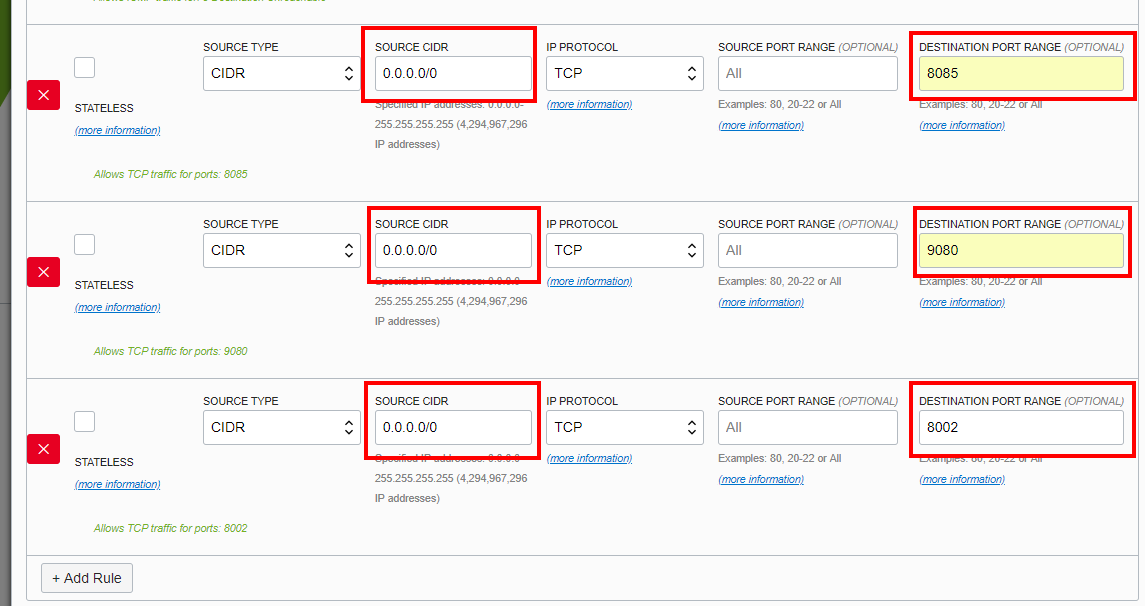 Allows ICMP traffic for 3 Destination Unreachable
SOURCE TYPE SOURCE CIDR IP PROTOCOL SOURCE PORT RANGE (OPTIONAL) DESTINATION PORT RANGE (OPTIONAL)
CIDR 0.0.0.0/0 TCP All 8085
STATELESS Specified IP addresses: 0.0.0.0- (more information) Examples: 80, 20-22 or All Examples: 80, 20-22 or All
(more information) 255.255.255.255 (4,294,967,296 (more information) (more information)
IP addresses)
Allows TCP traffic for ports: 8085
SOURCE TYPE SOURCE CIDR IP PROTOCOL SOURCE PORT RANGE (OPTIONAL) DESTINATION PORT RANGE (OPTIONAL)
CIDR 0.0.0.0/0 TCP All 9080
STATELESS Specified IP addresses: 0.0.0.0- (more information) Examples: 80, 20-22 or All Examples: 80, 20-22 or All
(more information) 255.255.255.255 (4,294,967,296 (more information) (more information)
IP addresses)
Allows TCP traffic for ports: 9080
SOURCE TYPE SOURCE CIDR IP PROTOCOL SOURCE PORT RANGE (OPTIONAL) DESTINATION PORT RANGE (OPTIONAL)
CIDR 0.0.0.0/0 TCP All 8002
STATELESS Specified IP addresses: 0.0.0.0- (more information) Examples: 80, 20-22 or All Examples: 80, 20-22 or All
(more information) 255.255.255.255 (4,294,967,296 (more information) (more information)
IP addresses)
Allows TCP traffic for ports: 8002
+ Add Rule